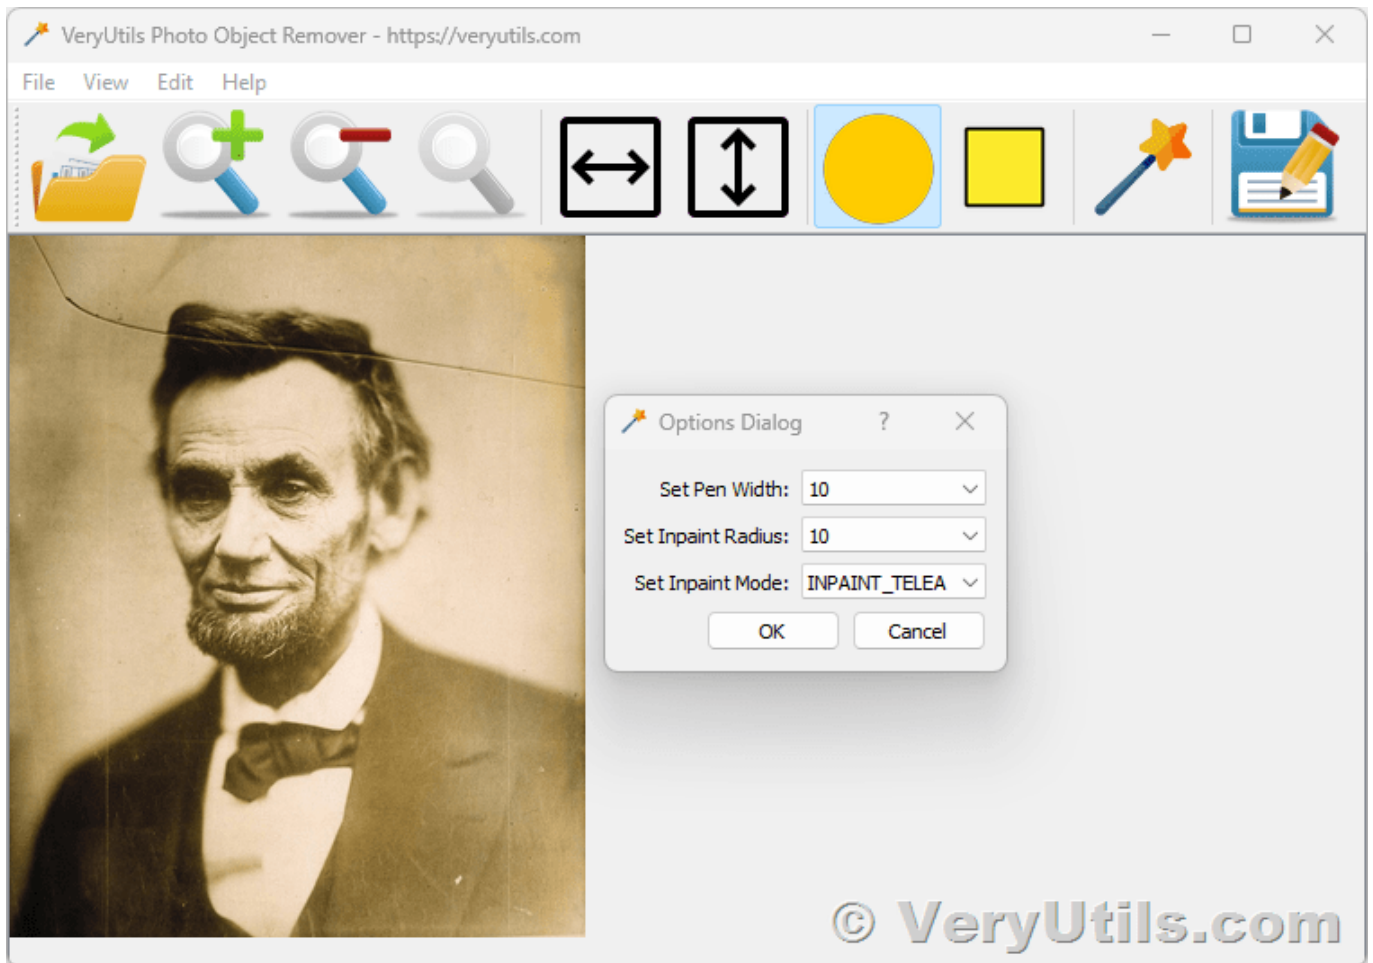 VeryUtils Photo Object Remover - https://veryutils.com
File View Edit Help
Options Dialog ?
Set Pen Width: 10
Set Inpaint Radius: 10
Set Inpaint Mode: INPAINT_TELEA
OK Cancel
© VeryUtils.com